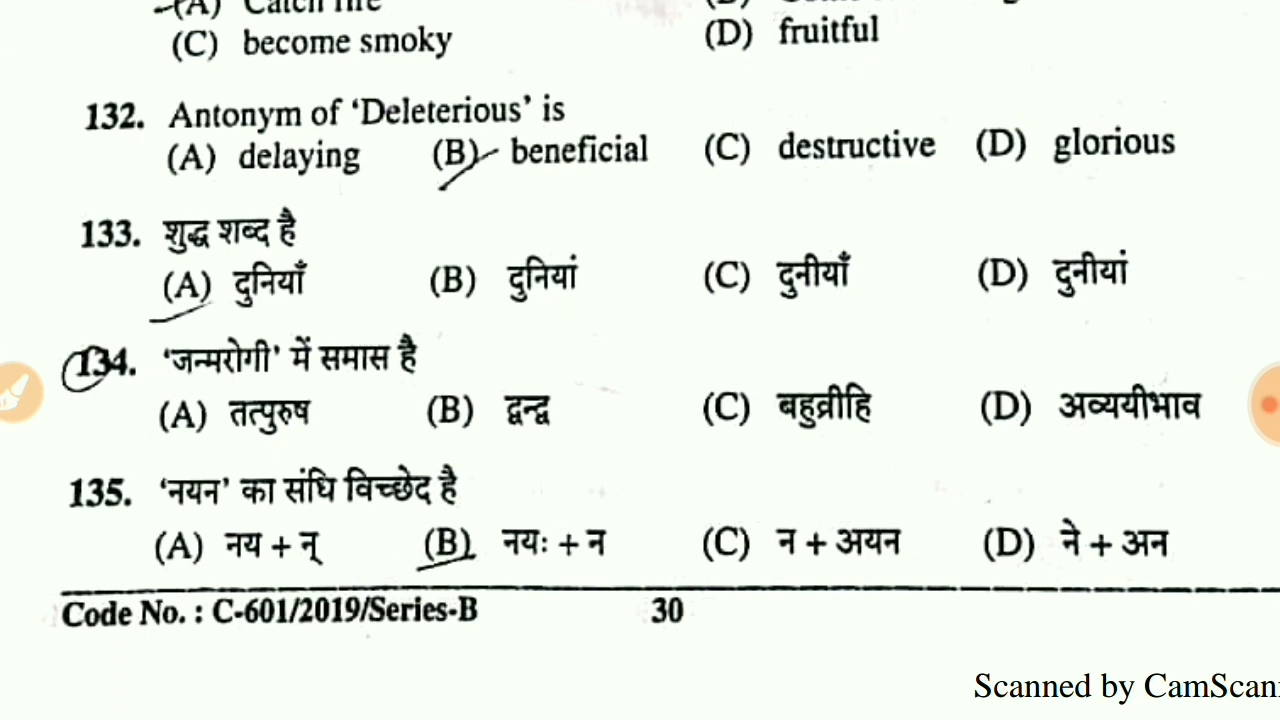 (A) Catch fire
(C) become smoky (D) fruitful
132. Antonym of ‘Deleterious’ is
(A) delaying (B) beneficial (C) destructive (D) glorious
133. शुद्ध शब्द है
(A) दुनियाँ (B) दुनियां (C) दुनीयाँ (D) दुनीयां
134. ‘जन्मरोगी’ में समास है
(A) तत्पुरुष (B) द्वन्द्व (C) बहुव्रीहि (D) अव्ययीभाव
135. ‘नयन’ का संधि विच्छेद है
(A) नय + न् (B) नयः + न (C) न + अयन (D) ने + अन
Code No. : C-601/2019/Series-B 30
Scanned by CamScan